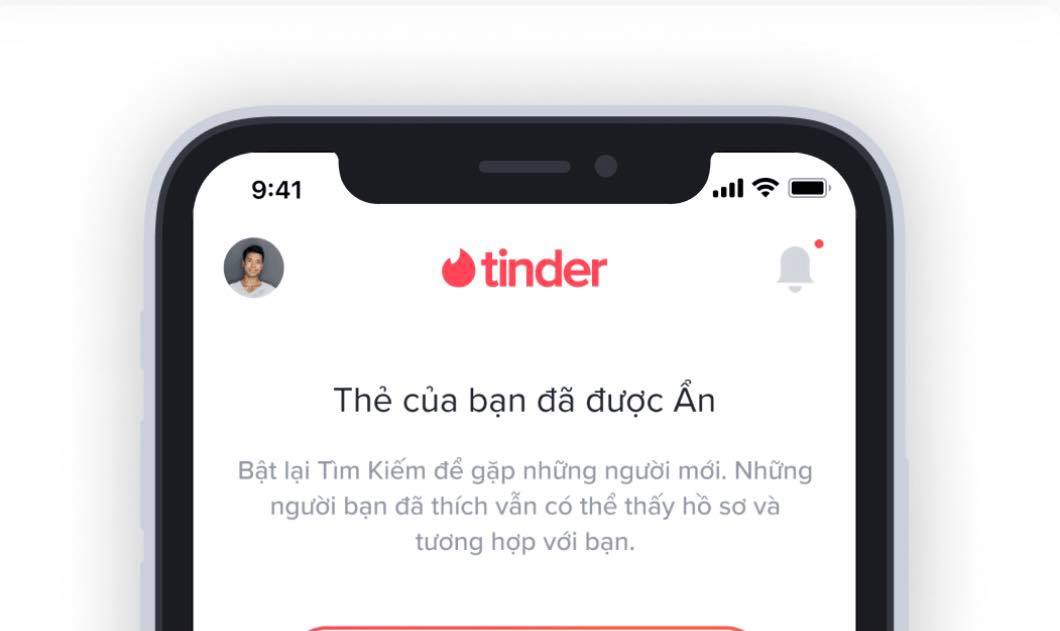 9:41
tinder
Thẻ của bạn đã được Ẩn
Bật lại Tìm Kiếm để gặp những người mới. Những
người bạn đã thích vẫn có thể thấy hồ sơ và
tương hợp với bạn.